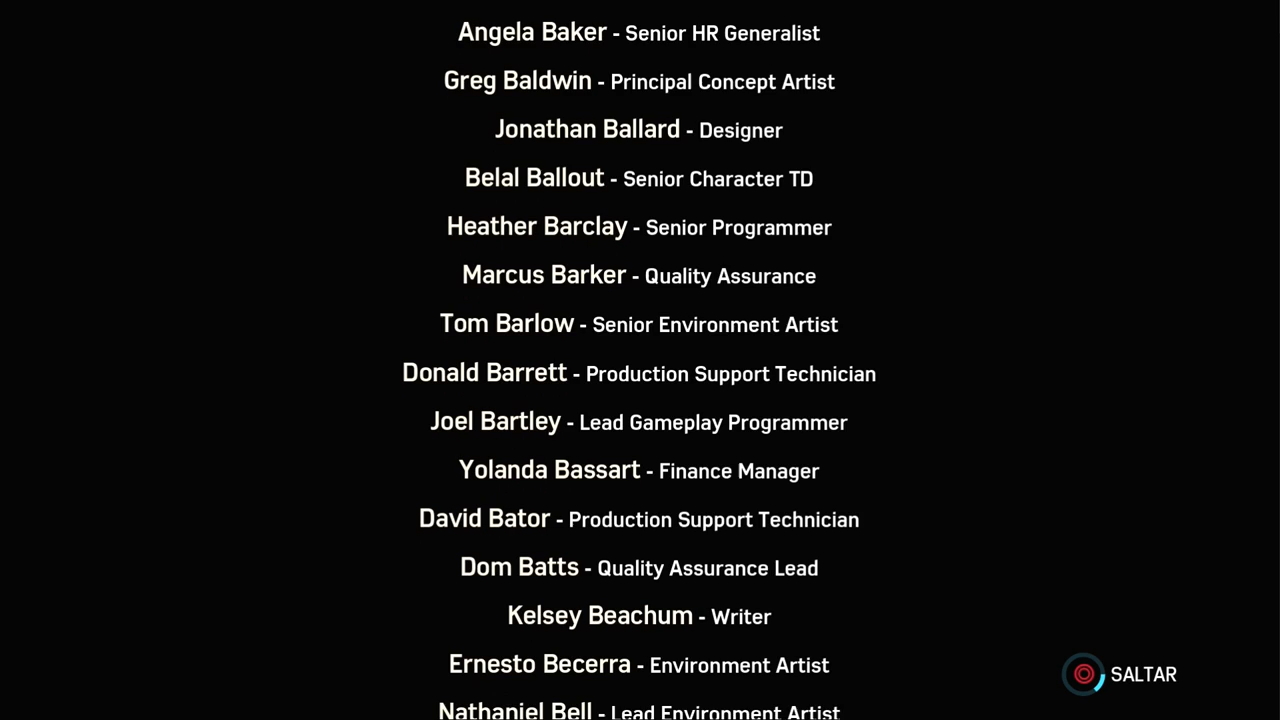 Angela Baker - Senior HR Generalist
Greg Baldwin - Principal Concept Artist
Jonathan Ballard - Designer
Belal Ballout - Senior Character TD
Heather Barclay - Senior Programmer
Marcus Barker - Quality Assurance
Tom Barlow - Senior Environment Artist
Donald Barrett - Production Support Technician
Joel Bartley - Lead Gameplay Programmer
Yolanda Bassart - Finance Manager
David Bator - Production Support Technician
Dom Batts - Quality Assurance Lead
Kelsey Beachum - Writer
Ernesto Becerra - Environment Artist
SALTAR
Nathaniel Bell - Lead Environment Artist